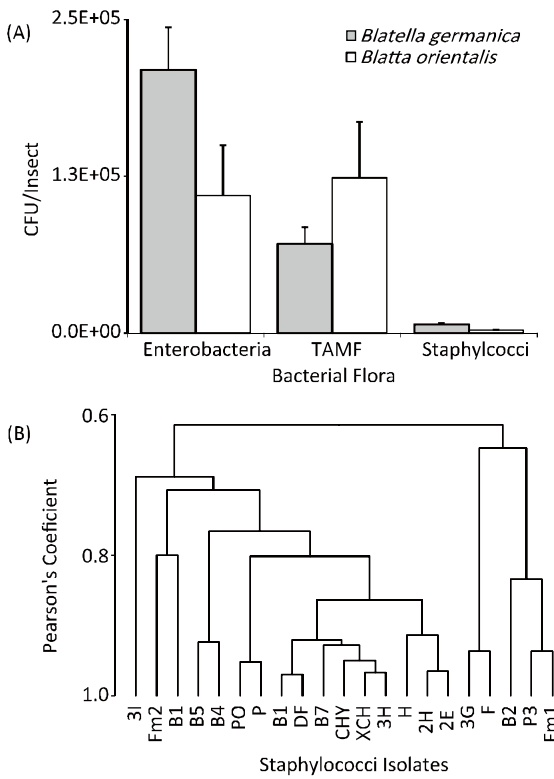 (A)
2.5E+05
1.3E+05
0.0E+00
CFU/Insect
Blatella germanica
Blatta orientalis
Enterobacteria TAMF Staphylcocci
Bacterial Flora
(B)
0.6
0.8
1.0
Pearson's Coeficient
3I Fm2 B1 B5 B4 PO P B1 DF B7 CHY XCH 3H H 2H 2E 3G F B2 P3 Fm1
Staphylococci Isolates